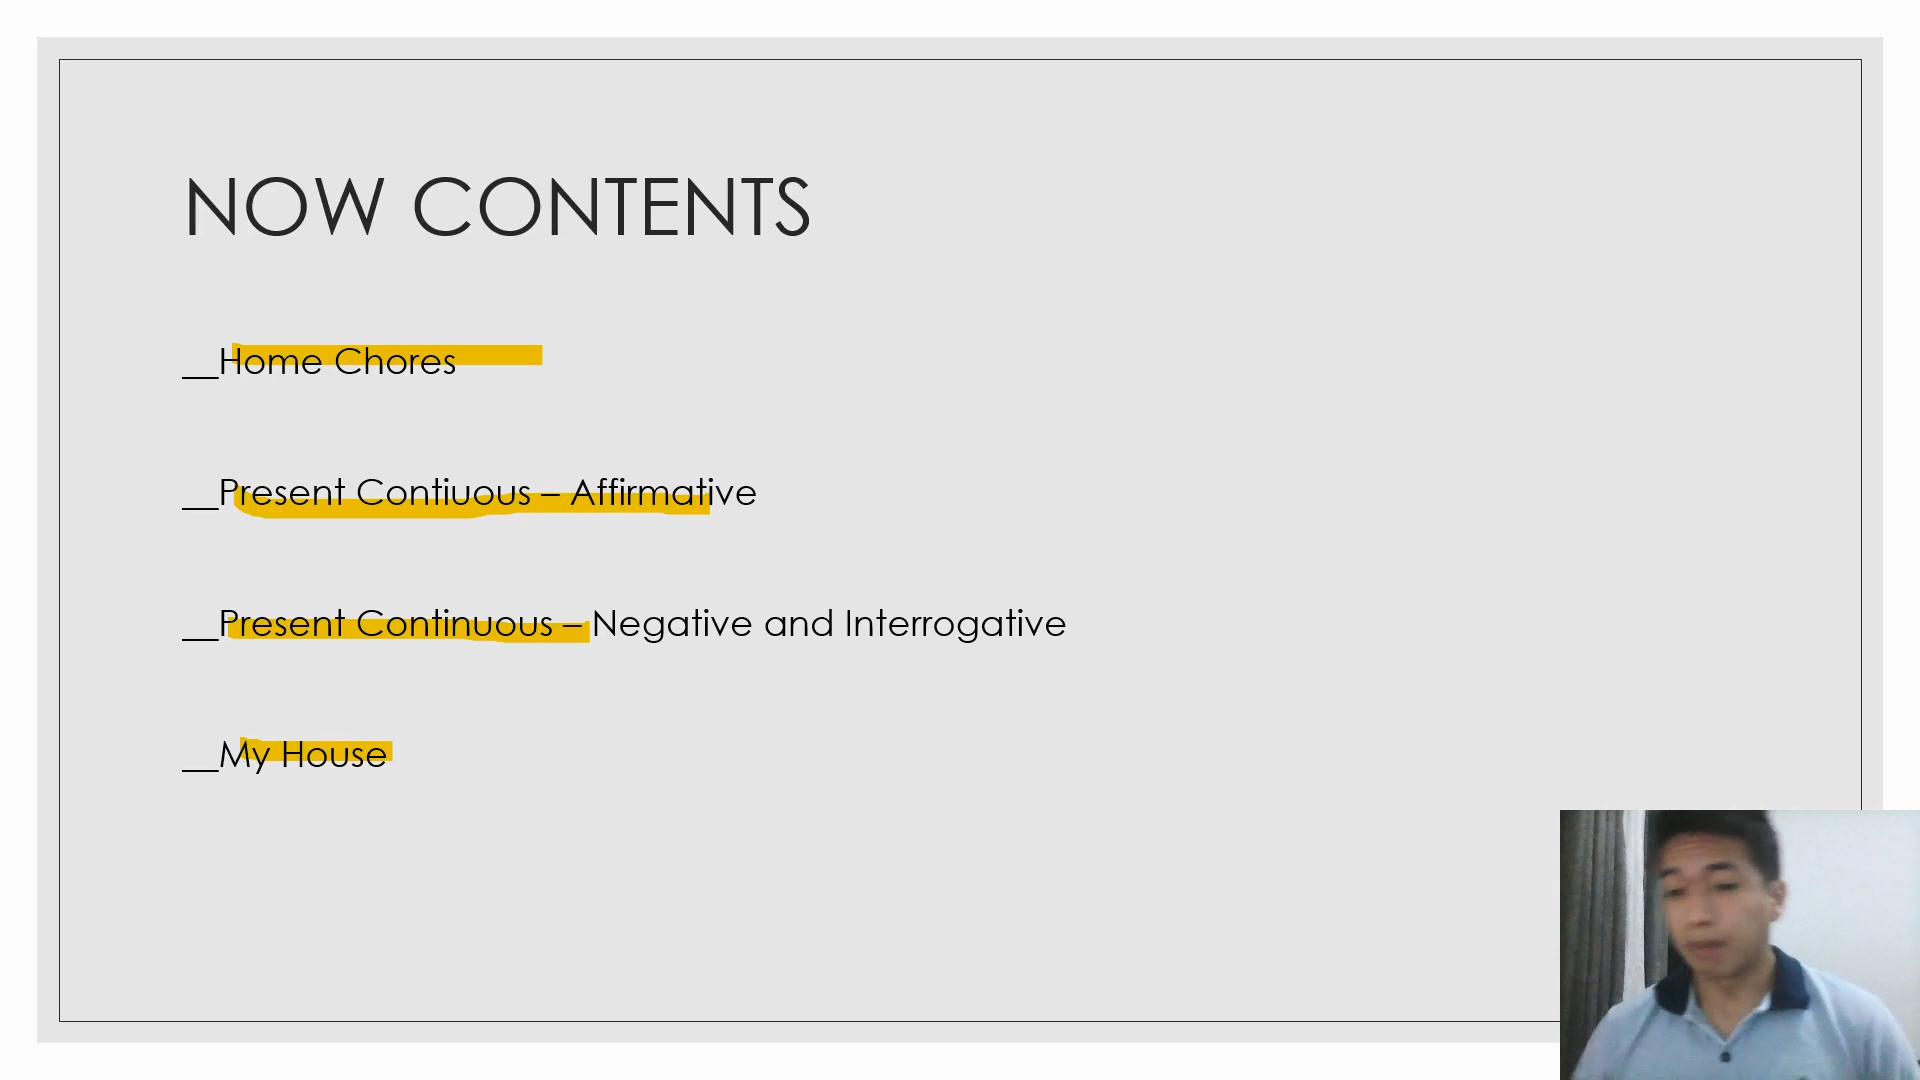 NOW CONTENTS
__Home Chores
__Present Contiuous – Affirmative
__Present Continuous – Negative and Interrogative
__My House